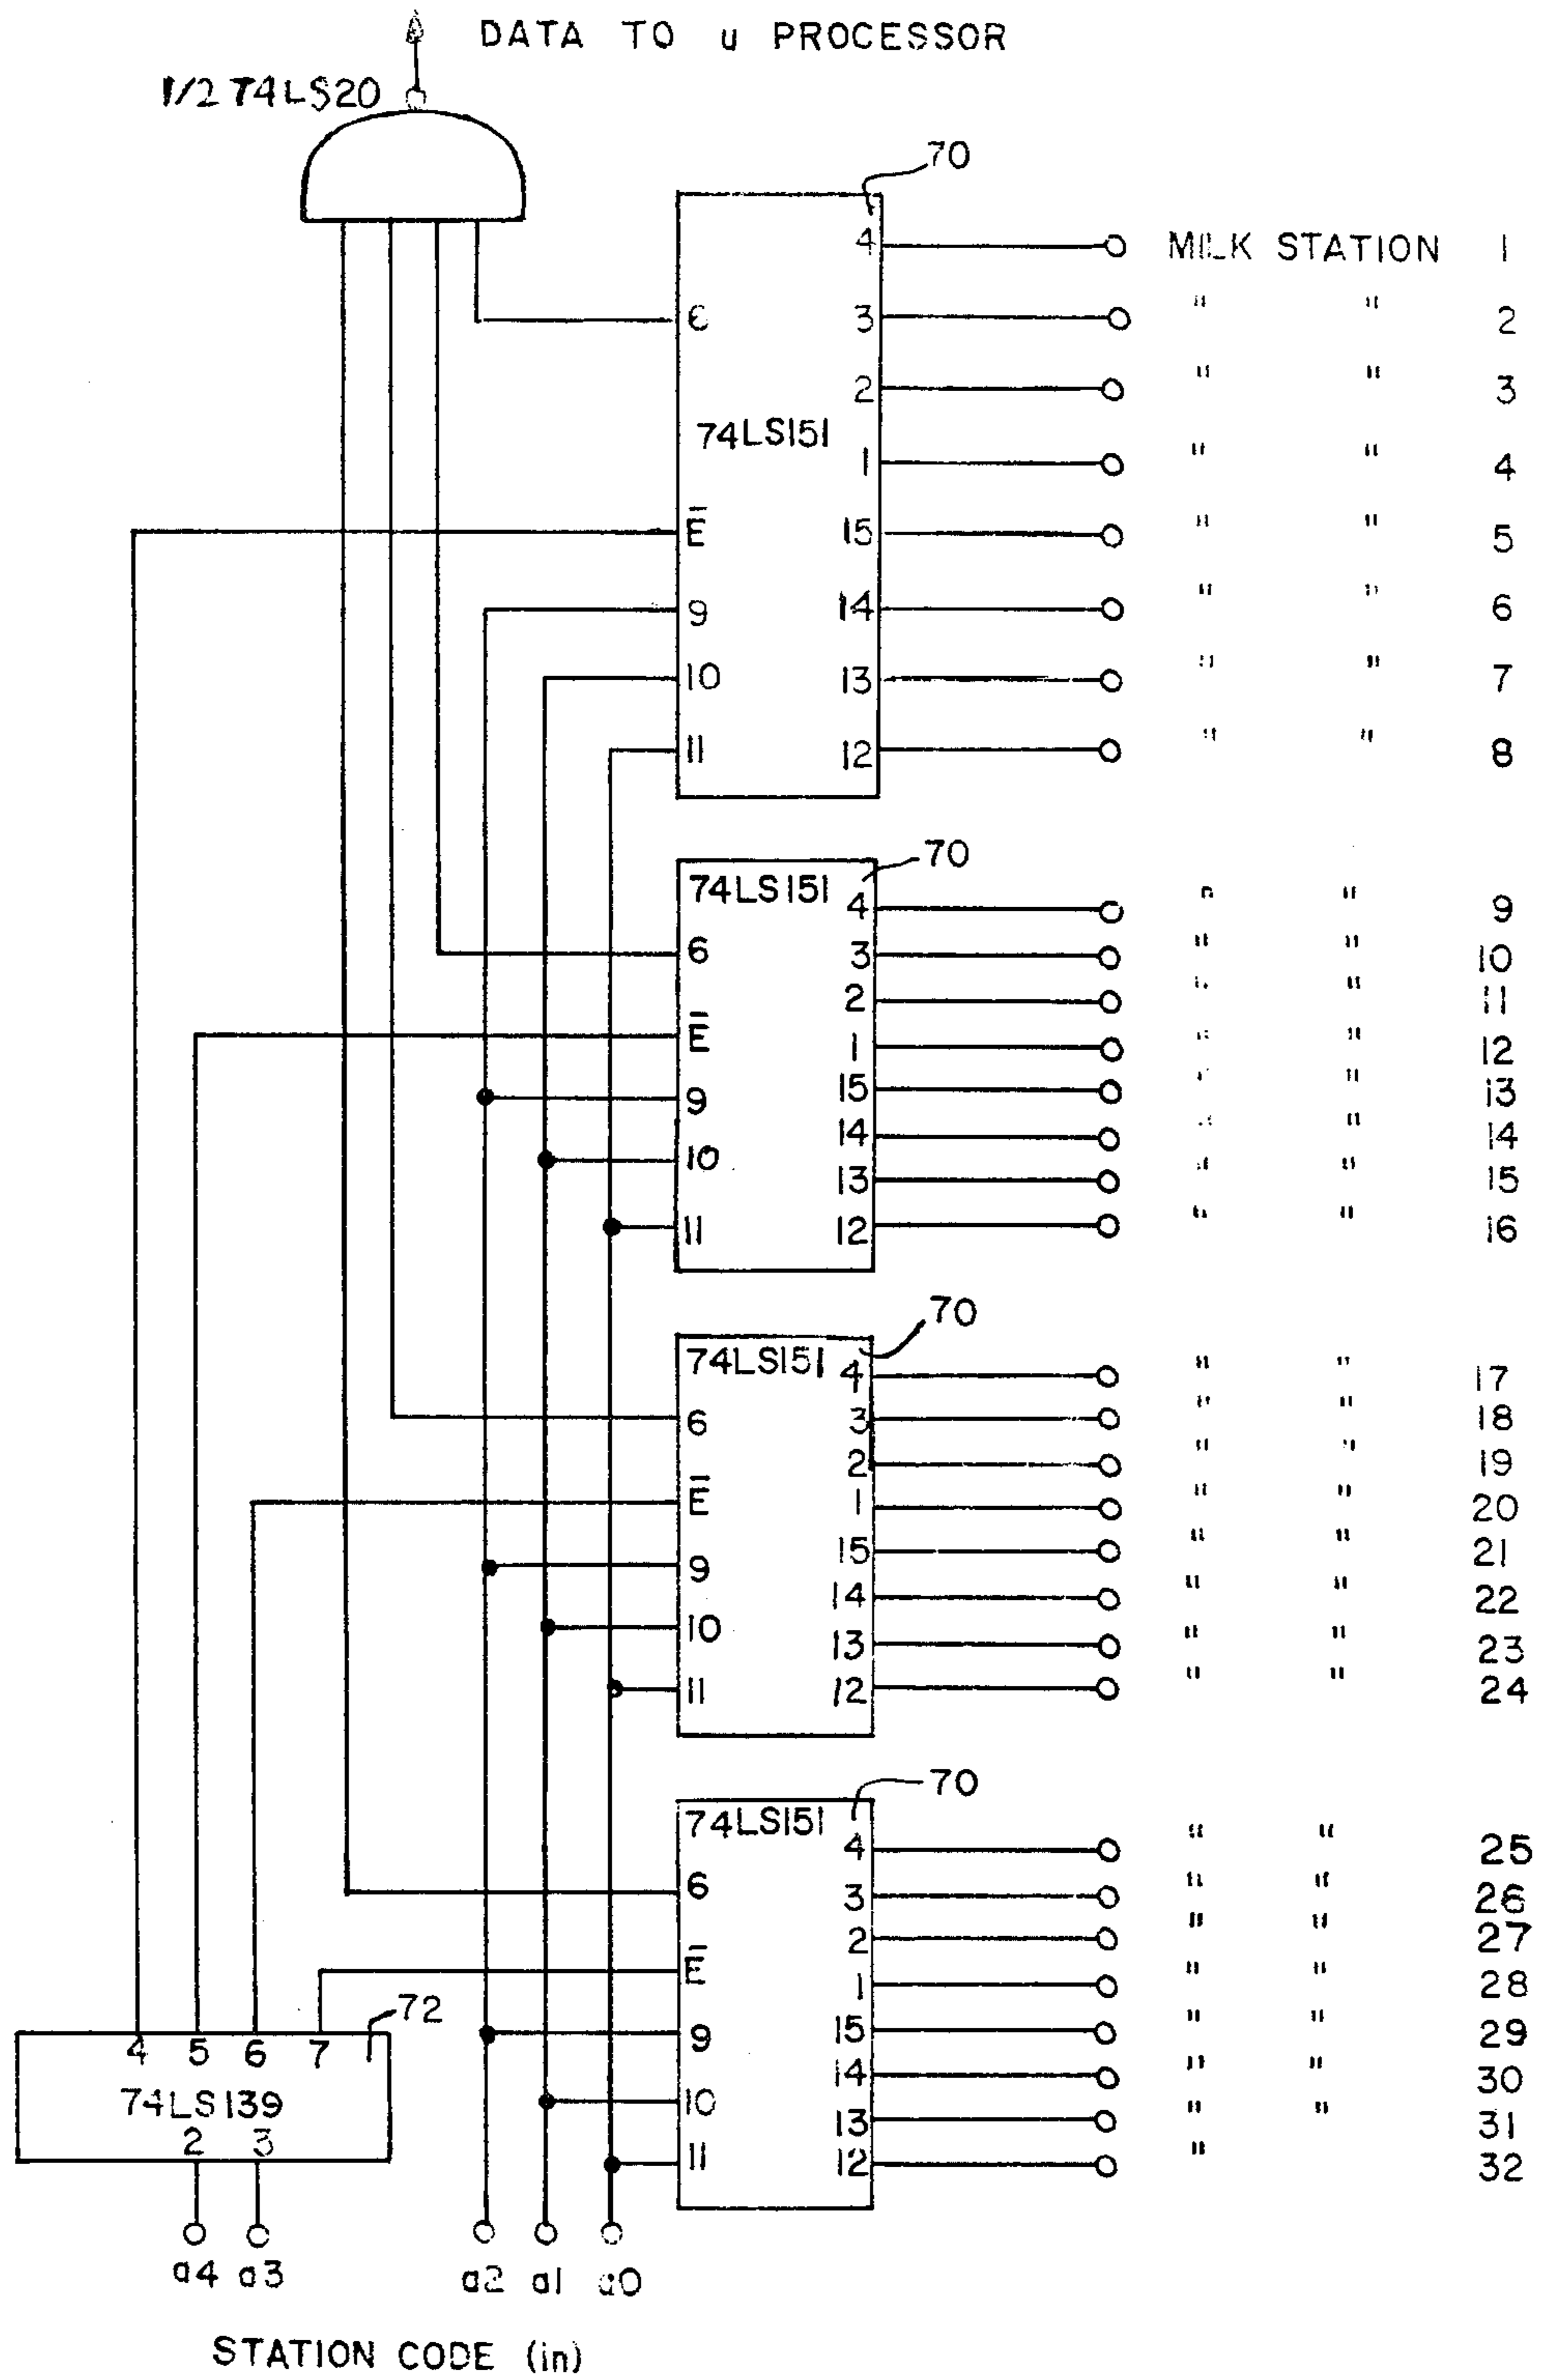 DATA TO u PROCESSOR
1/2 74LS20
70
4 MILK STATION 1
6 3 " " 2
2 " " 3
74LS151
1 " " 4
E̅ 15 " " 5
9 14 " " 6
10 13 " " 7
11 12 " " 8
70
74LS151
4 " " 9
6 3 " " 10
2 " " 11
E̅ 1 " " 12
15 " " 13
9 14 " " 14
10 13 " " 15
11 12 " " 16
70
74LS151
4 " " 17
6 3 " " 18
2 " " 19
E̅ 1 " " 20
15 " " 21
9 14 " " 22
10 13 " " 23
11 12 " " 24
70
74LS151
4 " " 25
6 3 " " 26
2 " " 27
E̅ 1 " " 28
15 " " 29
9 14 " " 30
10 13 " " 31
11 12 " 32
72
4 5 6 7
74LS139
2 3
a4 a3 a2 a1 a0
STATION CODE (in)